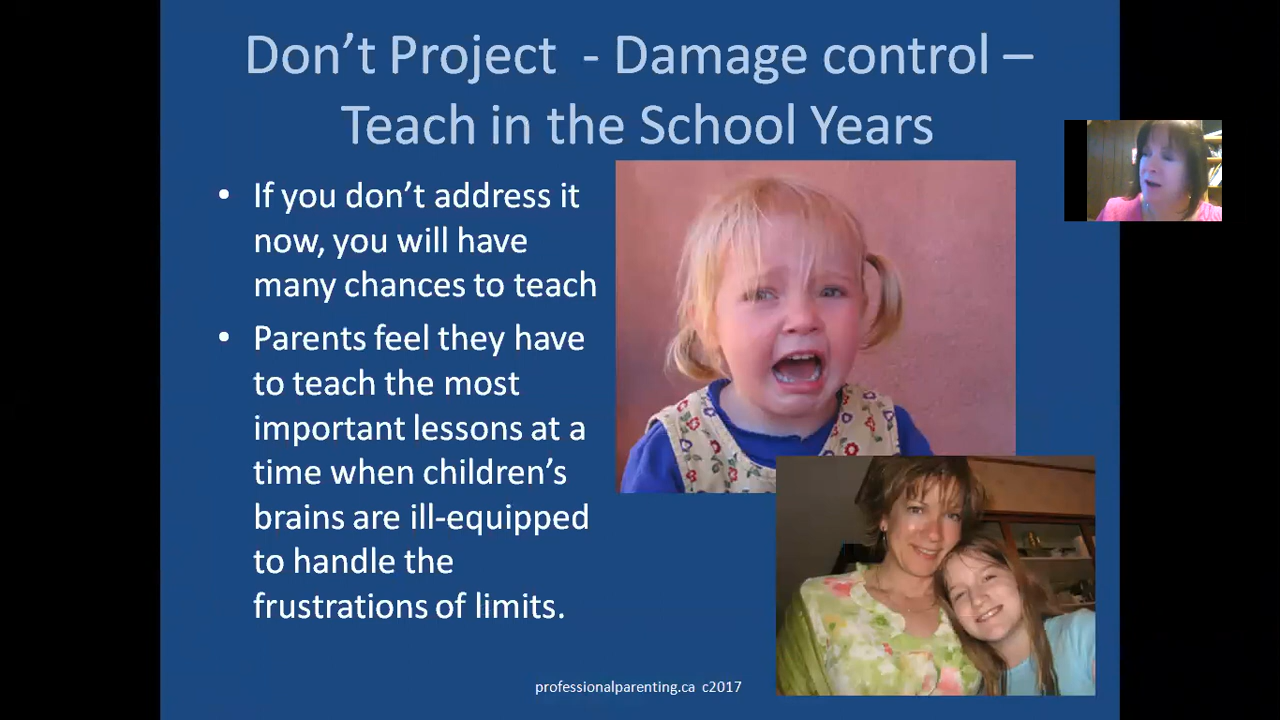 Don’t Project - Damage control –
Teach in the School Years
• If you don’t address it
now, you will have
many chances to teach
• Parents feel they have
to teach the most
important lessons at a
time when children’s
brains are ill-equipped
to handle the
frustrations of limits.
professionalparenting.ca c2017